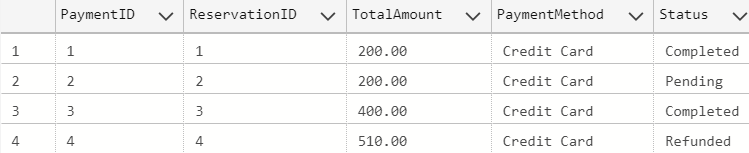 PaymentID ReservationID TotalAmount PaymentMethod Status
1 1 1 200.00 Credit Card Completed
2 2 2 200.00 Credit Card Pending
3 3 3 400.00 Credit Card Completed
4 4 4 510.00 Credit Card Refunded